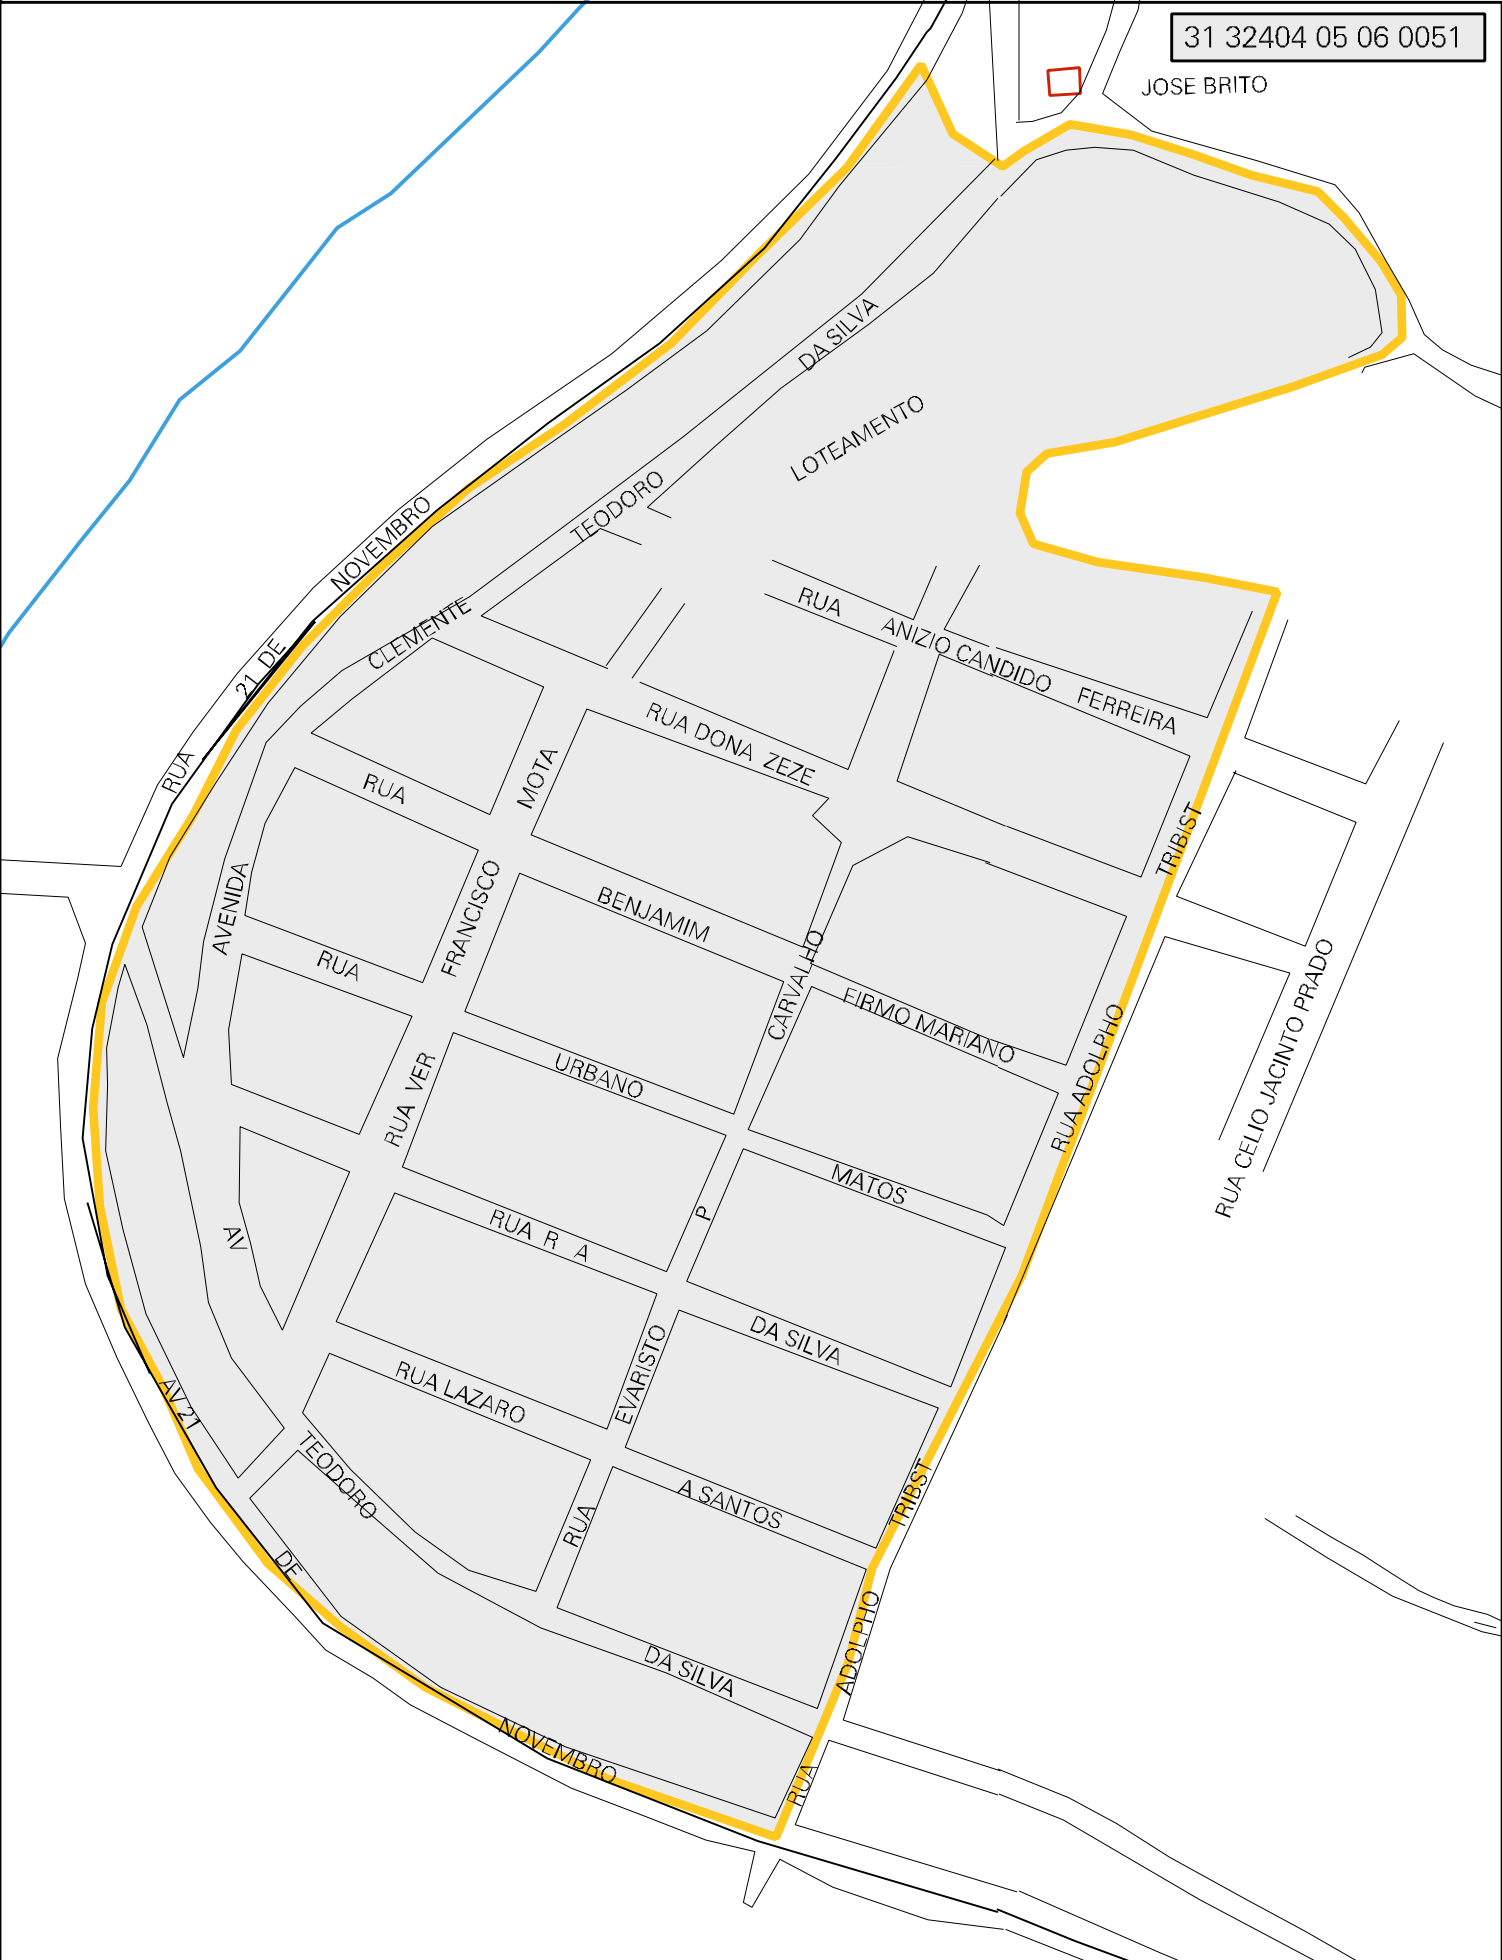 31 32404 05 06 0051
JOSE BRITO
DA SILVA
LOTEAMENTO
TEODORO
NOVEMBRO
CLEMENTE
21 DE
RUA
RUA
ANIZIO CANDIDO
FERREIRA
RUA DONA ZEZE
MOTA
RUA
TRIBIST
AVENIDA
FRANCISCO
BENJAMIM
RUA
CARVALHO
FIRMO MARIANO
RUA CELIO JACINTO PRADO
RUA ADOLPHO
RUA VER
URBANO
MATOS
P
AV
RUA R A
DA SILVA
EVARISTO
RUA LAZARO
AV 21
TEODORO
A SANTOS
TRIBST
RUA
DE
DA SILVA
ADOLPHO
NOVEMBRO
RUA